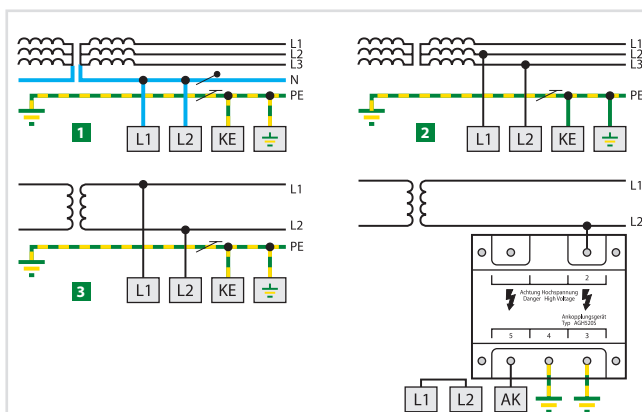 L1
L2
L3
N
PE
1
L1
L2
KE
L1
L2
L3
PE
2
L1
L2
KE
L1
L2
PE
3
L1
L2
KE
L1
L2
2
Achtung Hochspannung
Danger High Voltage
Ankopplungsgerät
Typ AGH520S
5
4
3
L1
L2
AK